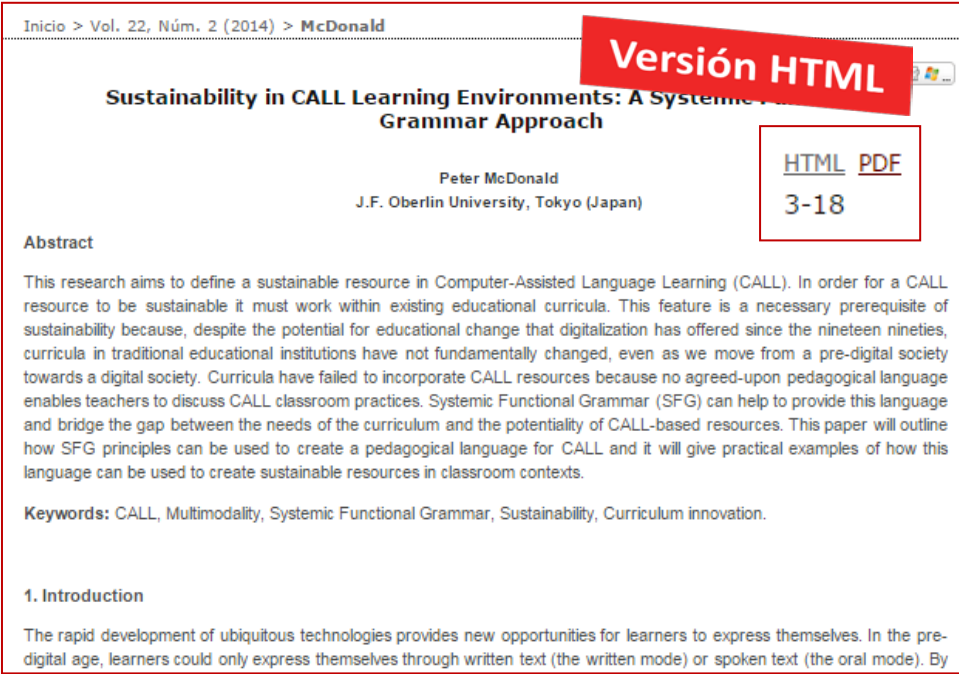 Inicio > Vol. 22, Núm. 2 (2014) > McDonald
Versión HTML
Sustainability in CALL Learning Environments: A Systemic
Grammar Approach
HTML PDF
3-18
Peter McDonald
J.F. Oberlin University, Tokyo (Japan)
Abstract
This research aims to define a sustainable resource in Computer-Assisted Language Learning (CALL). In order for a CALL
resource to be sustainable it must work within existing educational curricula. This feature is a necessary prerequisite of
sustainability because, despite the potential for educational change that digitalization has offered since the nineteen nineties,
curricula in traditional educational institutions have not fundamentally changed, even as we move from a pre-digital society
towards a digital society. Curricula have failed to incorporate CALL resources because no agreed-upon pedagogical language
enables teachers to discuss CALL classroom practices. Systemic Functional Grammar (SFG) can help to provide this language
and bridge the gap between the needs of the curriculum and the potentiality of CALL-based resources. This paper will outline
how SFG principles can be used to create a pedagogical language for CALL and it will give practical examples of how this
language can be used to create sustainable resources in classroom contexts.
Keywords: CALL, Multimodality, Systemic Functional Grammar, Sustainability, Curriculum innovation.
1. Introduction
The rapid development of ubiquitous technologies provides new opportunities for learners to express themselves. In the pre-
digital age, learners could only express themselves through written text (the written mode) or spoken text (the oral mode). By